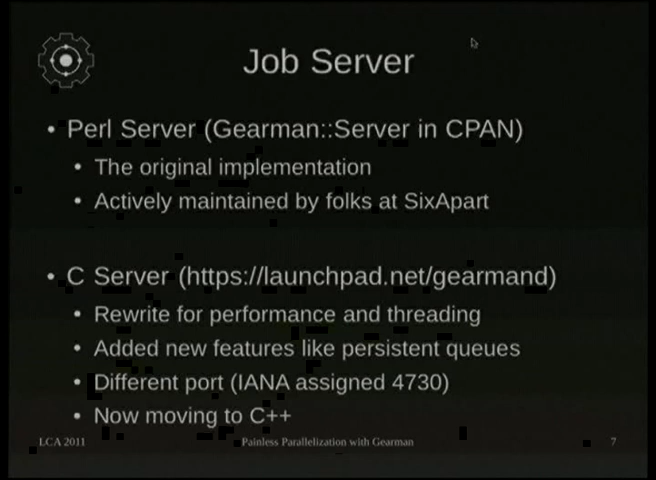 Job Server
• Perl Server (Gearman::Server in CPAN)
• The original implementation
• Actively maintained by folks at SixApart
• C Server (https://launchpad.net/gearmand)
• Rewrite for performance and threading
• Added new features like persistent queues
• Different port (IANA assigned 4730)
• Now moving to C++
LCA 2011 Painless Parallelization with Gearman 7